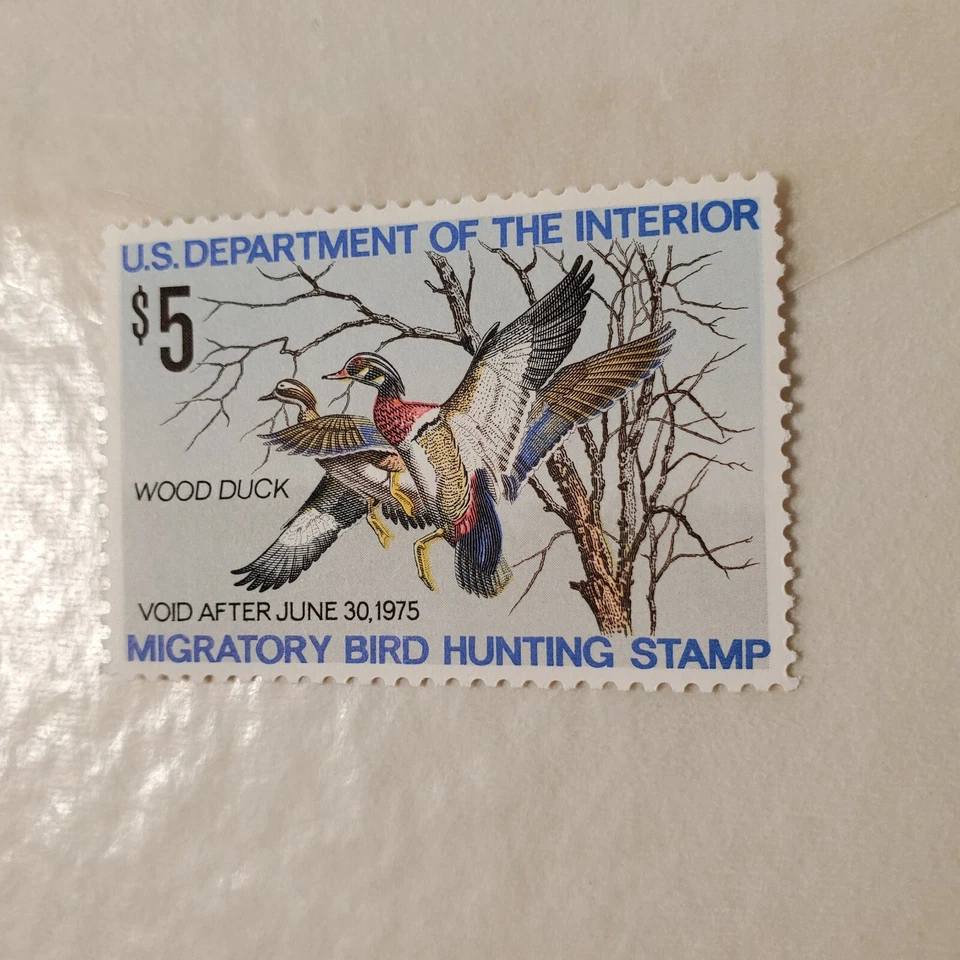 U.S. DEPARTMENT OF THE INTERIOR
$5
WOOD DUCK
VOID AFTER JUNE 30, 1975
MIGRATORY BIRD HUNTING STAMP